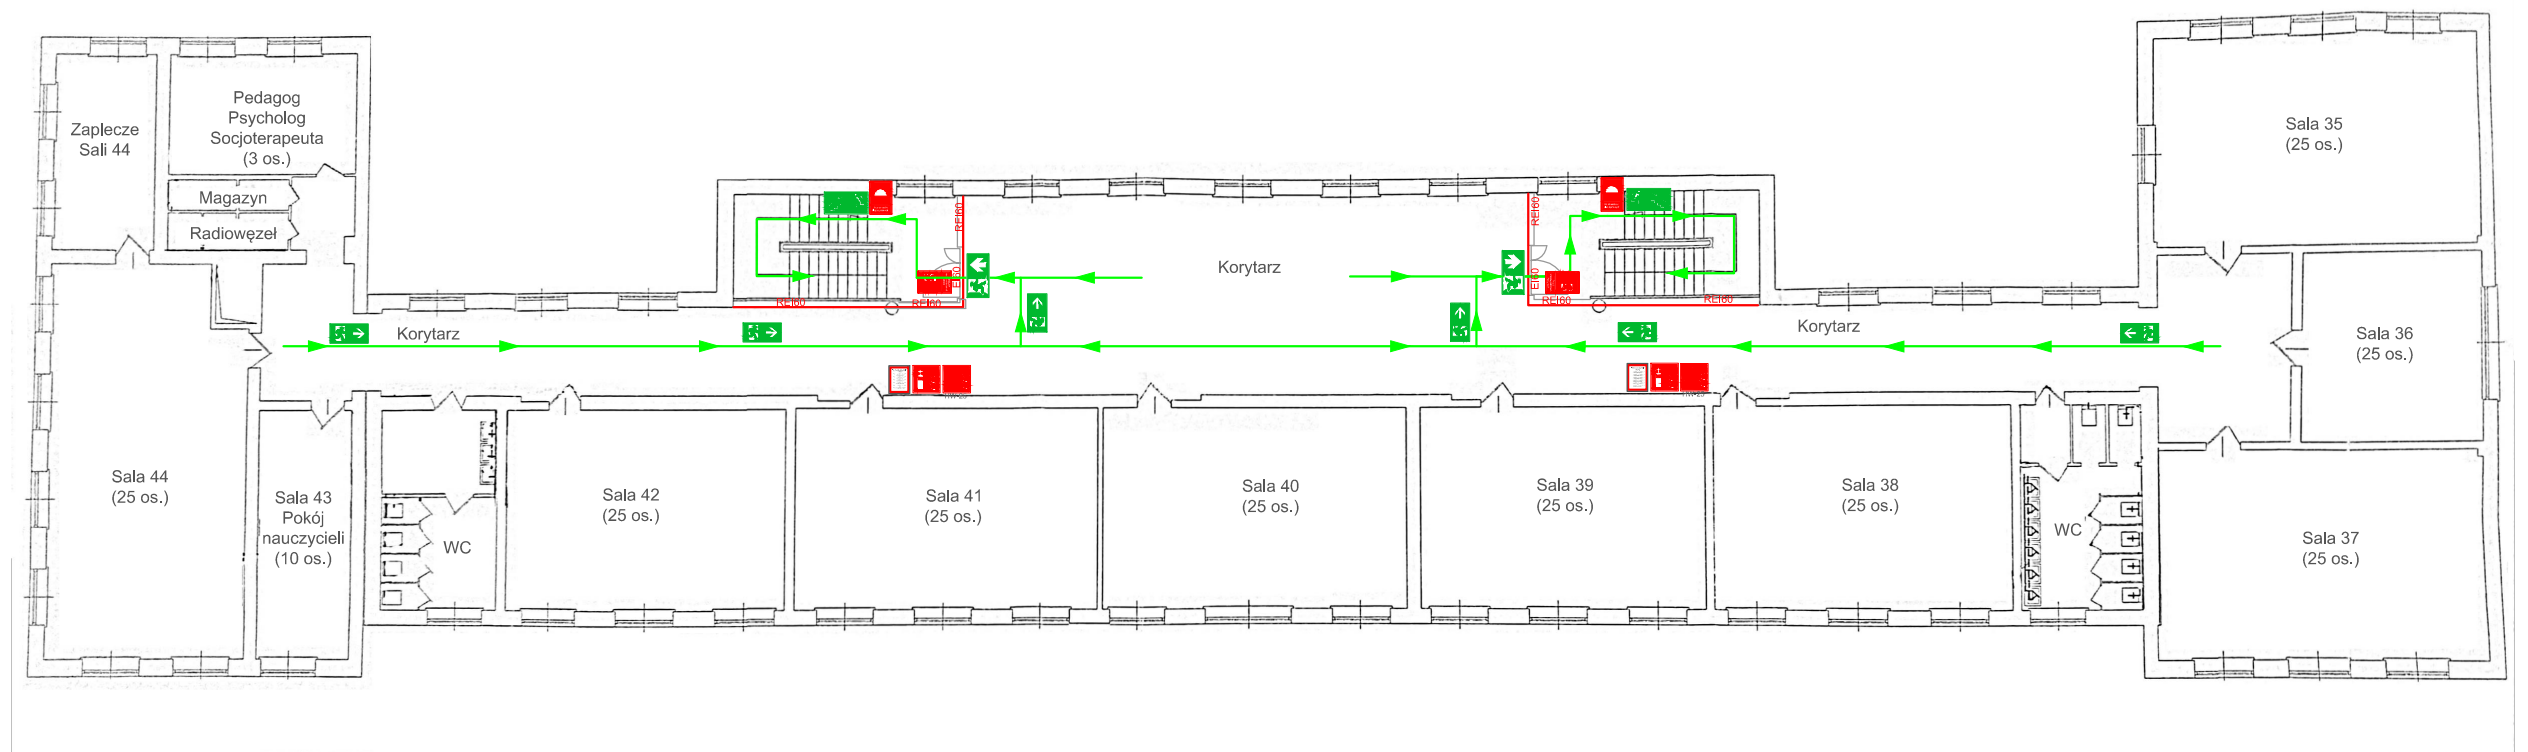 Zaplecze
Sali 44
Pedagog
Psycholog
Socjoterapeuta
(3 os.)
Magazyn
Radiowęzeł
Korytarz
REI60
EI60
REI60
REI60
Korytarz
REI60
EI60
REI60
REI60
Korytarz
Sala 35
(25 os.)
Sala 36
(25 os.)
Sala 44
(25 os.)
Sala 43
Pokój
nauczycieli
(10 os.)
WC
Sala 42
(25 os.)
Sala 41
(25 os.)
Sala 40
(25 os.)
Sala 39
(25 os.)
Sala 38
(25 os.)
WC
Sala 37
(25 os.)